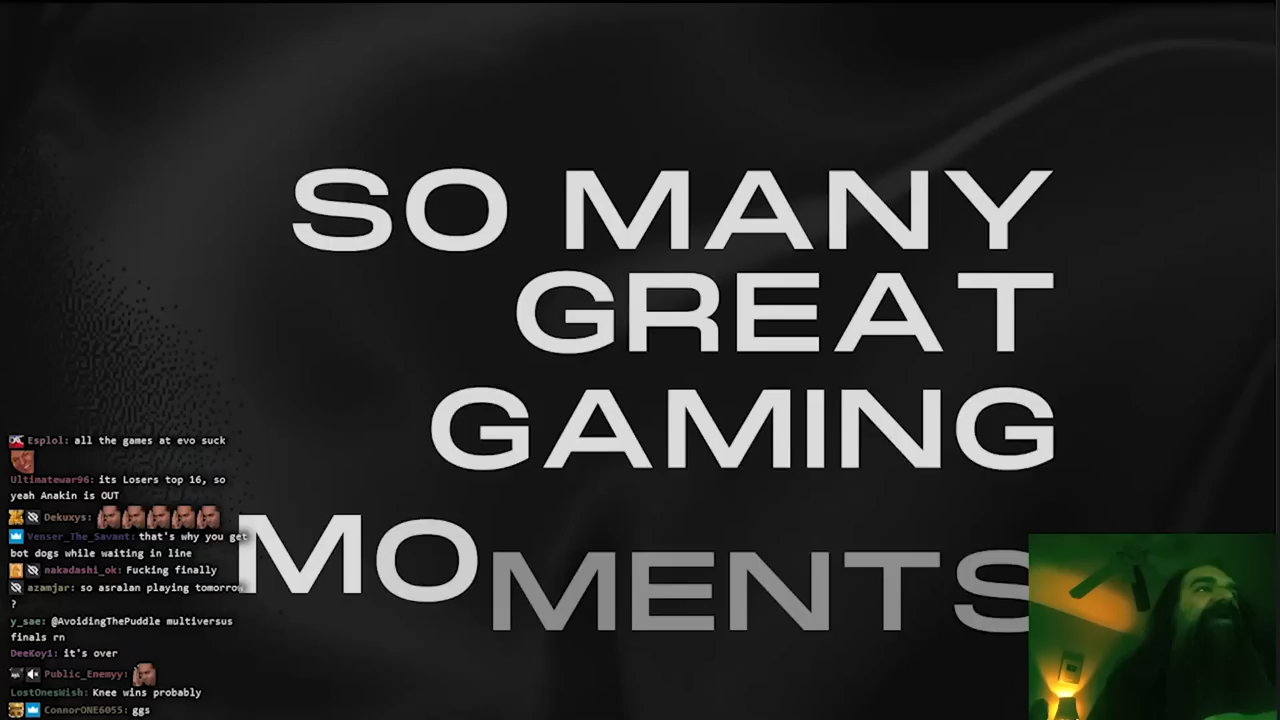 SO MANY
GREAT
GAMING
MOMENTS
Esplol: all the games at evo suck
Ultimatewar96: its Losers top 16, so
yeah Anakin is OUT
Dekuxys:
Venser_The_Savant: that's why you get
bot dogs while waiting in line
nakadashi_ok: Fucking finally
azamjar: so asralan playing tomorrow
?
y_sae: @AvoidingThePuddle multiversus
finals rn
DeeKoy1: it's over
Public_Enemyy:
LostOnesWish: Knee wins probably
ConnorONE6055: ggs